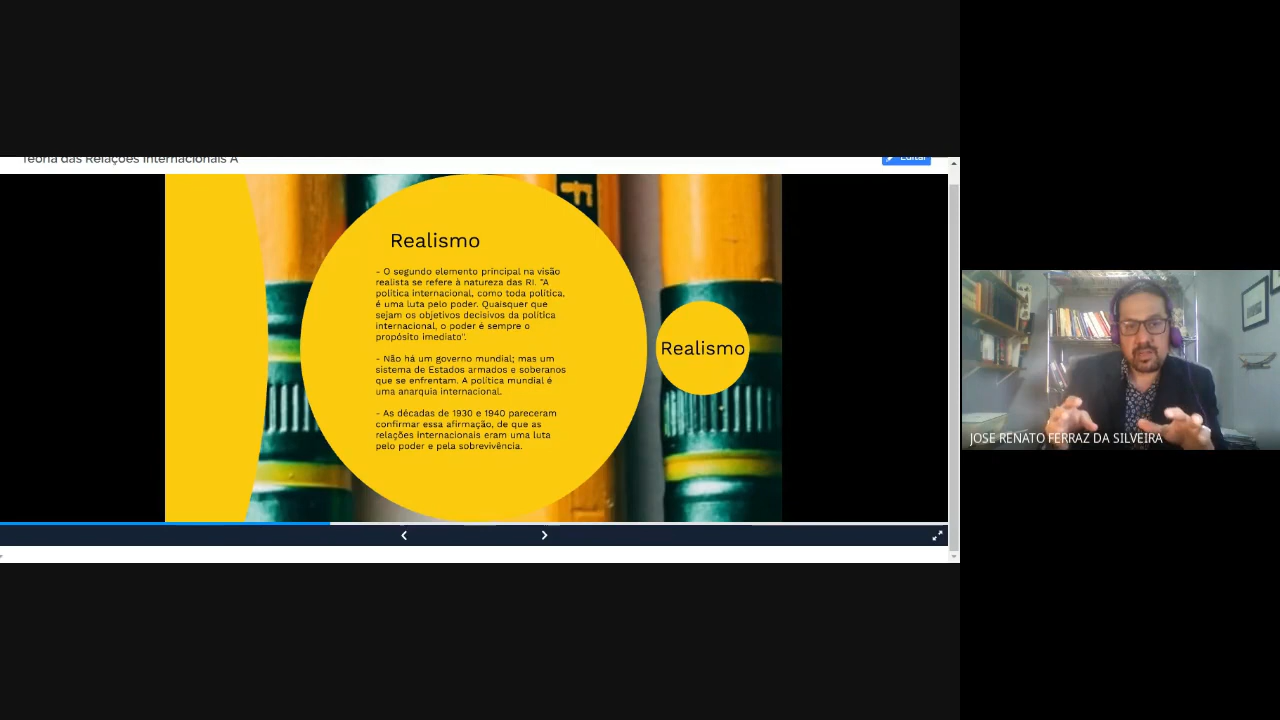 Teoria das Relações Internacionais A
Editar
Realismo
- O segundo elemento principal na visão
realista se refere à natureza das RI. "A
política internacional, como toda política,
é uma luta pelo poder. Quaisquer que
sejam os objetivos decisivos da política
internacional, o poder é sempre o
propósito imediato".
- Não há um governo mundial; mas um
sistema de Estados armados e soberanos
que se enfrentam. A política mundial é
uma anarquia internacional.
- As décadas de 1930 e 1940 pareceram
confirmar essa afirmação, de que as
relações internacionais eram uma luta
pelo poder e pela sobrevivência.
Realismo
JOSE RENATO FERRAZ DA SILVEIRA